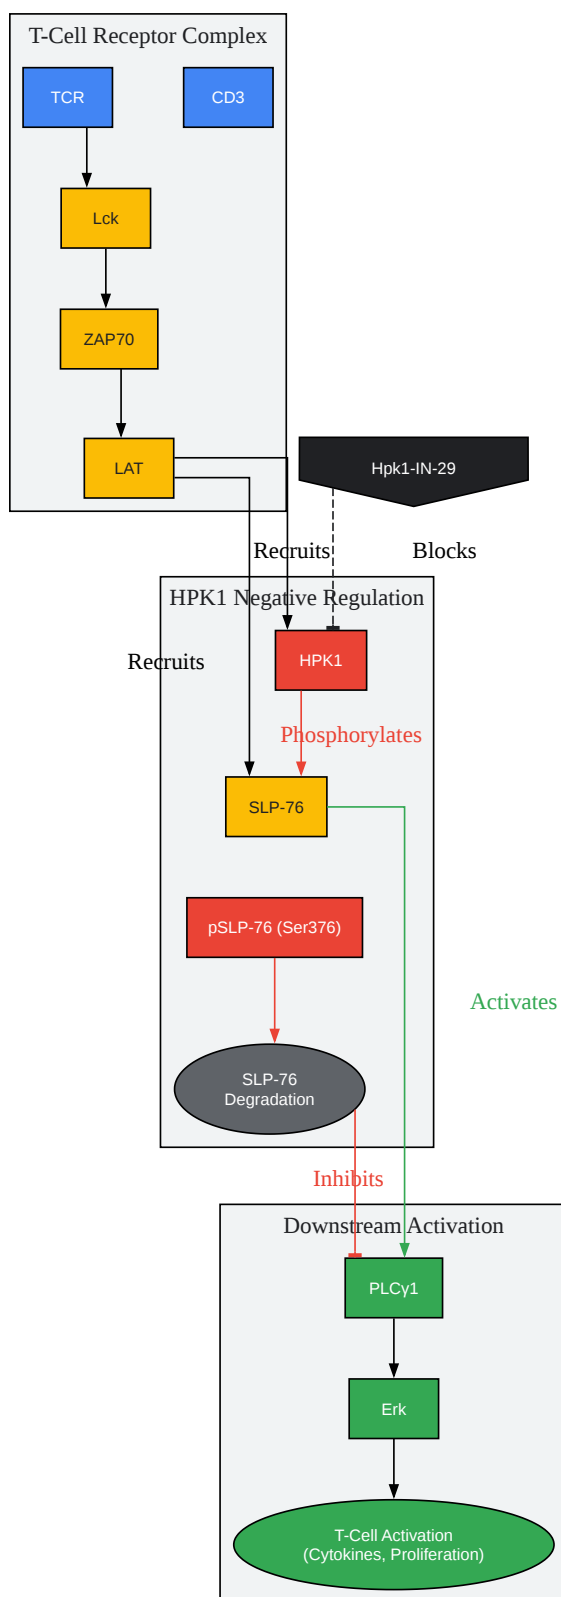 T-Cell Receptor Complex
TCR
CD3
Lck
ZAP70
LAT
Hpk1-IN-29
Recruits
Blocks
HPK1 Negative Regulation
HPK1
Recruits
Phosphorylates
SLP-76
pSLP-76 (Ser376)
Activates
SLP-76
Degradation
Inhibits
Downstream Activation
PLCγ1
Erk
T-Cell Activation
(Cytokines, Proliferation)